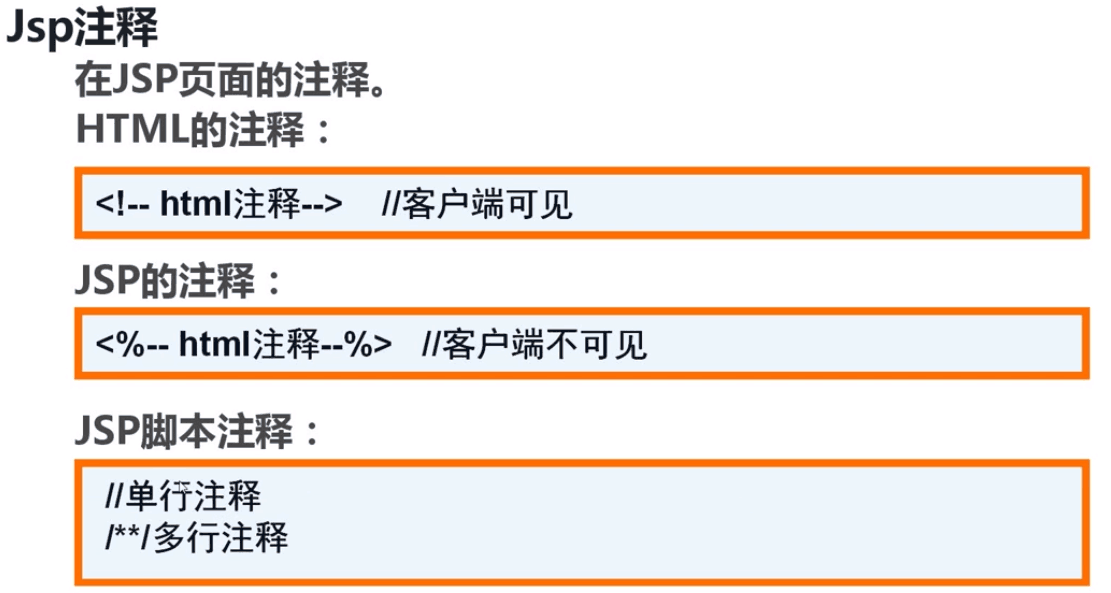 Jsp注释
在JSP页面的注释。
HTML的注释：
<!-- html注释--> //客户端可见
JSP的注释：
<%-- html注释--%> //客户端不可见
JSP脚本注释：
//单行注释
/**/多行注释